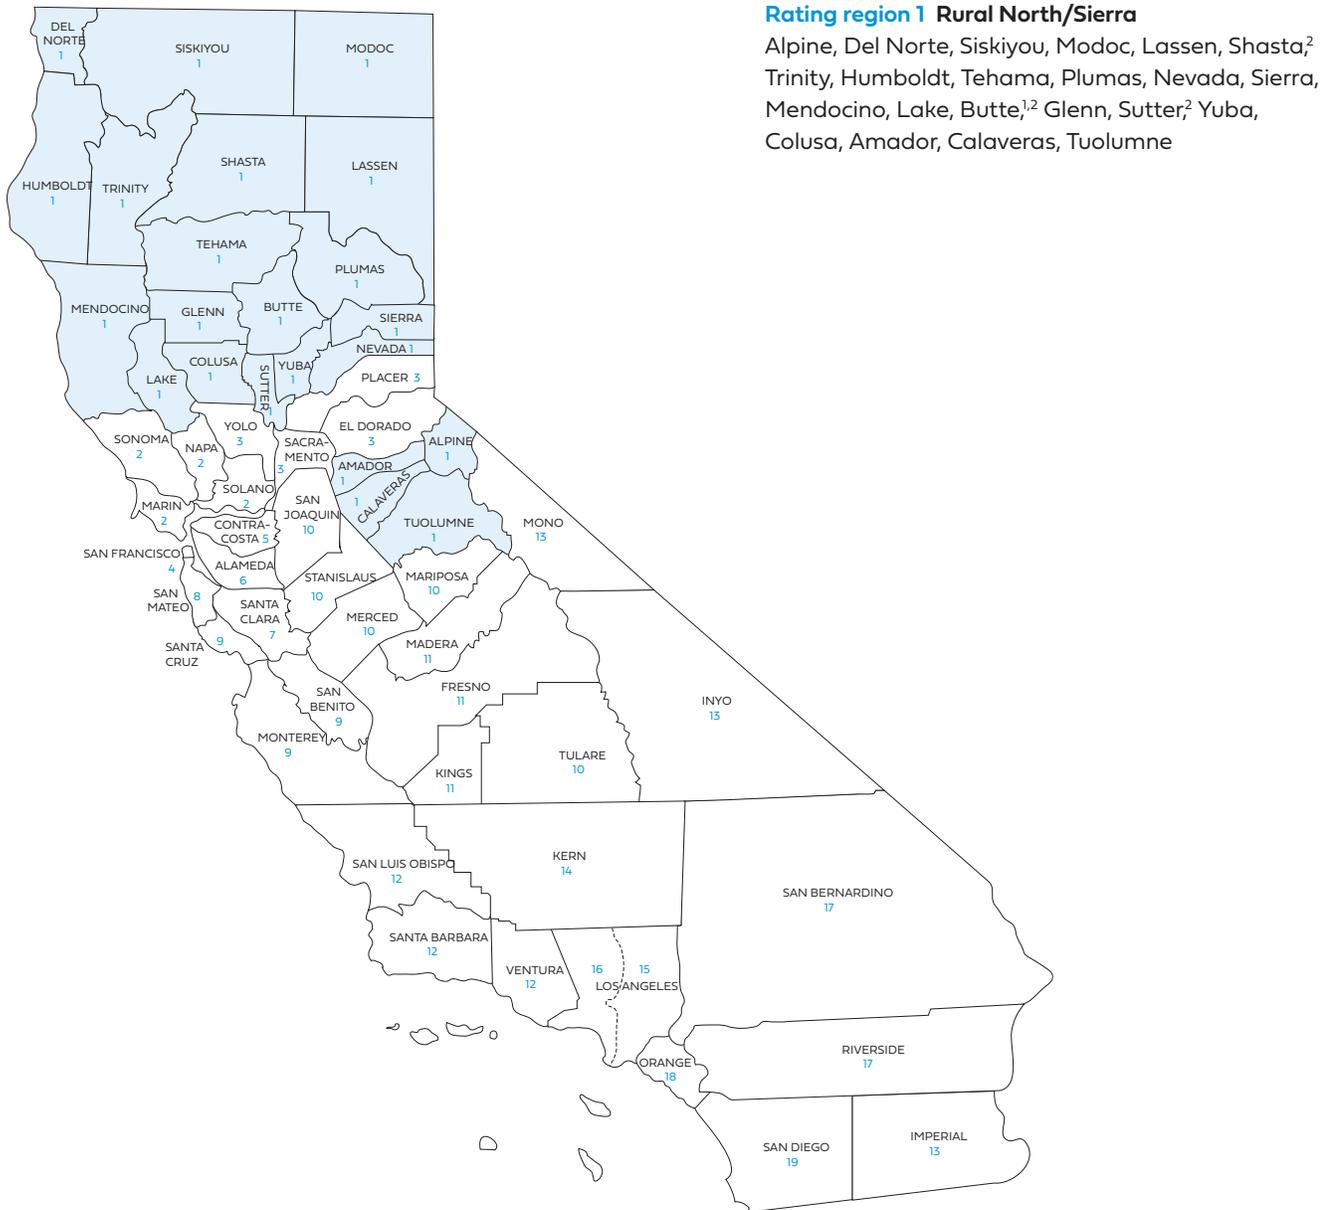 Rating region 1 Rural North/Sierra
Alpine, Del Norte, Siskiyou, Modoc, Lassen, Shasta,2
Trinity, Humboldt, Tehama, Plumas, Nevada, Sierra,
Mendocino, Lake, Butte,1,2 Glenn, Sutter,2 Yuba,
Colusa, Amador, Calaveras, Tuolumne
DEL
NORTE
1
SISKIYOU
1
MODOC
1
HUMBOLDT
1
TRINITY
1
SHASTA
1
LASSEN
1
TEHAMA
1
PLUMAS
1
MENDOCINO
1
GLENN
1
BUTTE
1
SIERRA
1
NEVADA 1
LAKE
1
COLUSA
1
SUTTER
1
YUBA
1
PLACER 3
SONOMA
2
NAPA
2
YOLO
3
SACRA-
MENTO
3
EL DORADO
3
ALPINE
1
AMADOR
1
CALAVERAS
1
SOLANO
2
MARIN
2
SAN
JOAQUIN
10
TUOLUMNE
1
MONO
13
CONTRA-
COSTA 5
SAN FRANCISCO
4
ALAMEDA
6
STANISLAUS
10
MARIPOSA
10
SAN
MATEO
8
SANTA
CLARA
7
MERCED
10
SANTA
CRUZ
9
MADERA
11
FRESNO
11
SAN
BENITO
9
MONTEREY
9
INYO
13
KINGS
11
TULARE
10
SAN LUIS OBISPO
12
KERN
14
SAN BERNARDINO
17
SANTA BARBARA
12
VENTURA
12
16
15
LOS ANGELES
ORANGE
18
RIVERSIDE
17
SAN DIEGO
19
IMPERIAL
13